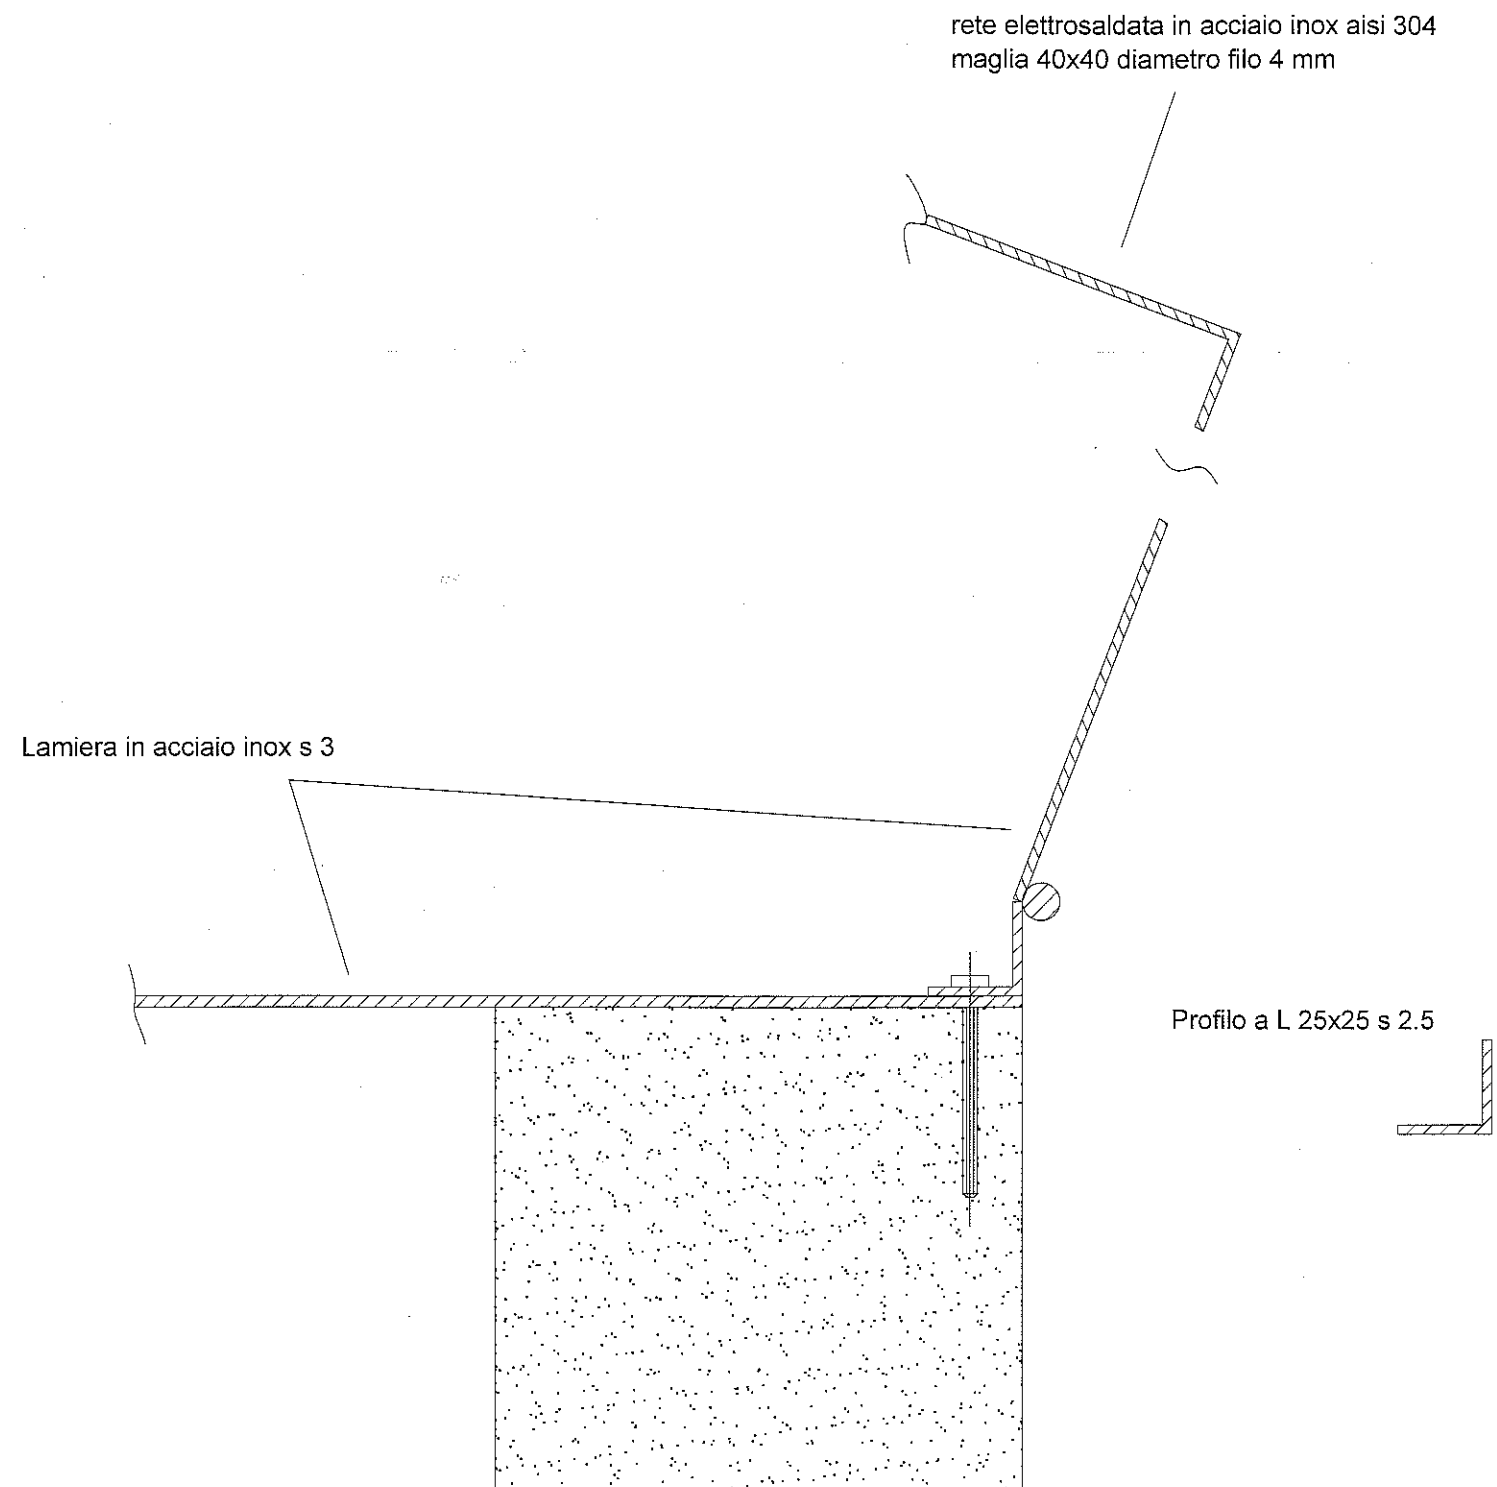 rete elettrosaldata in acciaio inox aisi 304
maglia 40x40 diametro filo 4 mm
Lamiera in acciaio inox s 3
Profilo a L 25x25 s 2.5